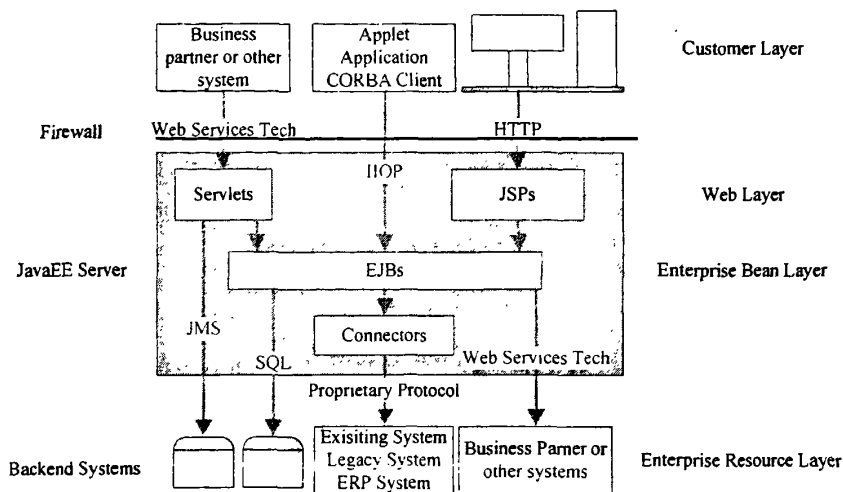 Business
partner or other
system
Applet
Application
CORBA Client
Customer Layer
Firewall
Web Services Tech
HTTP
IIOP
Servlets
JSPs
Web Layer
JavaEE Server
EJBs
Enterprise Bean Layer
JMS
Connectors
SQL
Web Services Tech
Proprietary Protocol
Backend Systems
Exisiting System
Legacy System
ERP System
Business Parner or
other systems
Enterprise Resource Layer